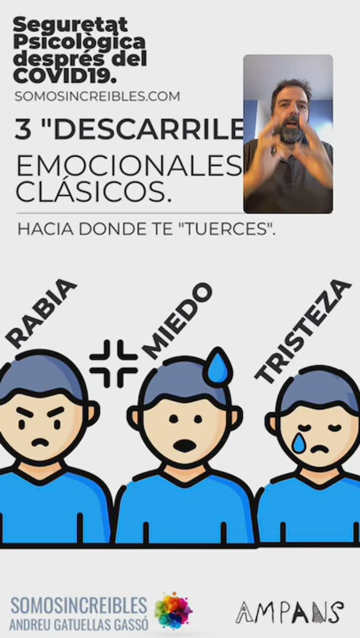 Seguretat
Psicològica
després del
COVID19.
SOMOSINCREIBLES.COM
3 "DESCARRILE
EMOCIONALES
CLÁSICOS.
HACIA DONDE TE "TUERCES".
RABIA
MIEDO
TRISTEZA
SOMOSINCREIBLES
ANDREU GATUELLAS GASSÓ
AMPANS